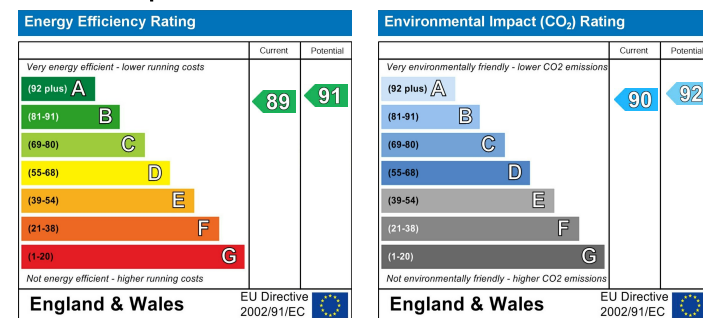 Energy Efficiency Rating
Current Potential
Very energy efficient - lower running costs
(92 plus) A
(81-91) B
(69-80) C
(55-68) D
(39-54) E
(21-38) F
(1-20) G
89
91
Not energy efficient - higher running costs
England & Wales
EU Directive
2002/91/EC
Environmental Impact (CO₂) Rating
Current Potential
Very environmentally friendly - lower CO2 emissions
(92 plus) A
(81-91) B
(69-80) C
(55-68) D
(39-54) E
(21-38) F
(1-20) G
90
92
Not environmentally friendly - higher CO2 emissions
England & Wales
EU Directive
2002/91/EC